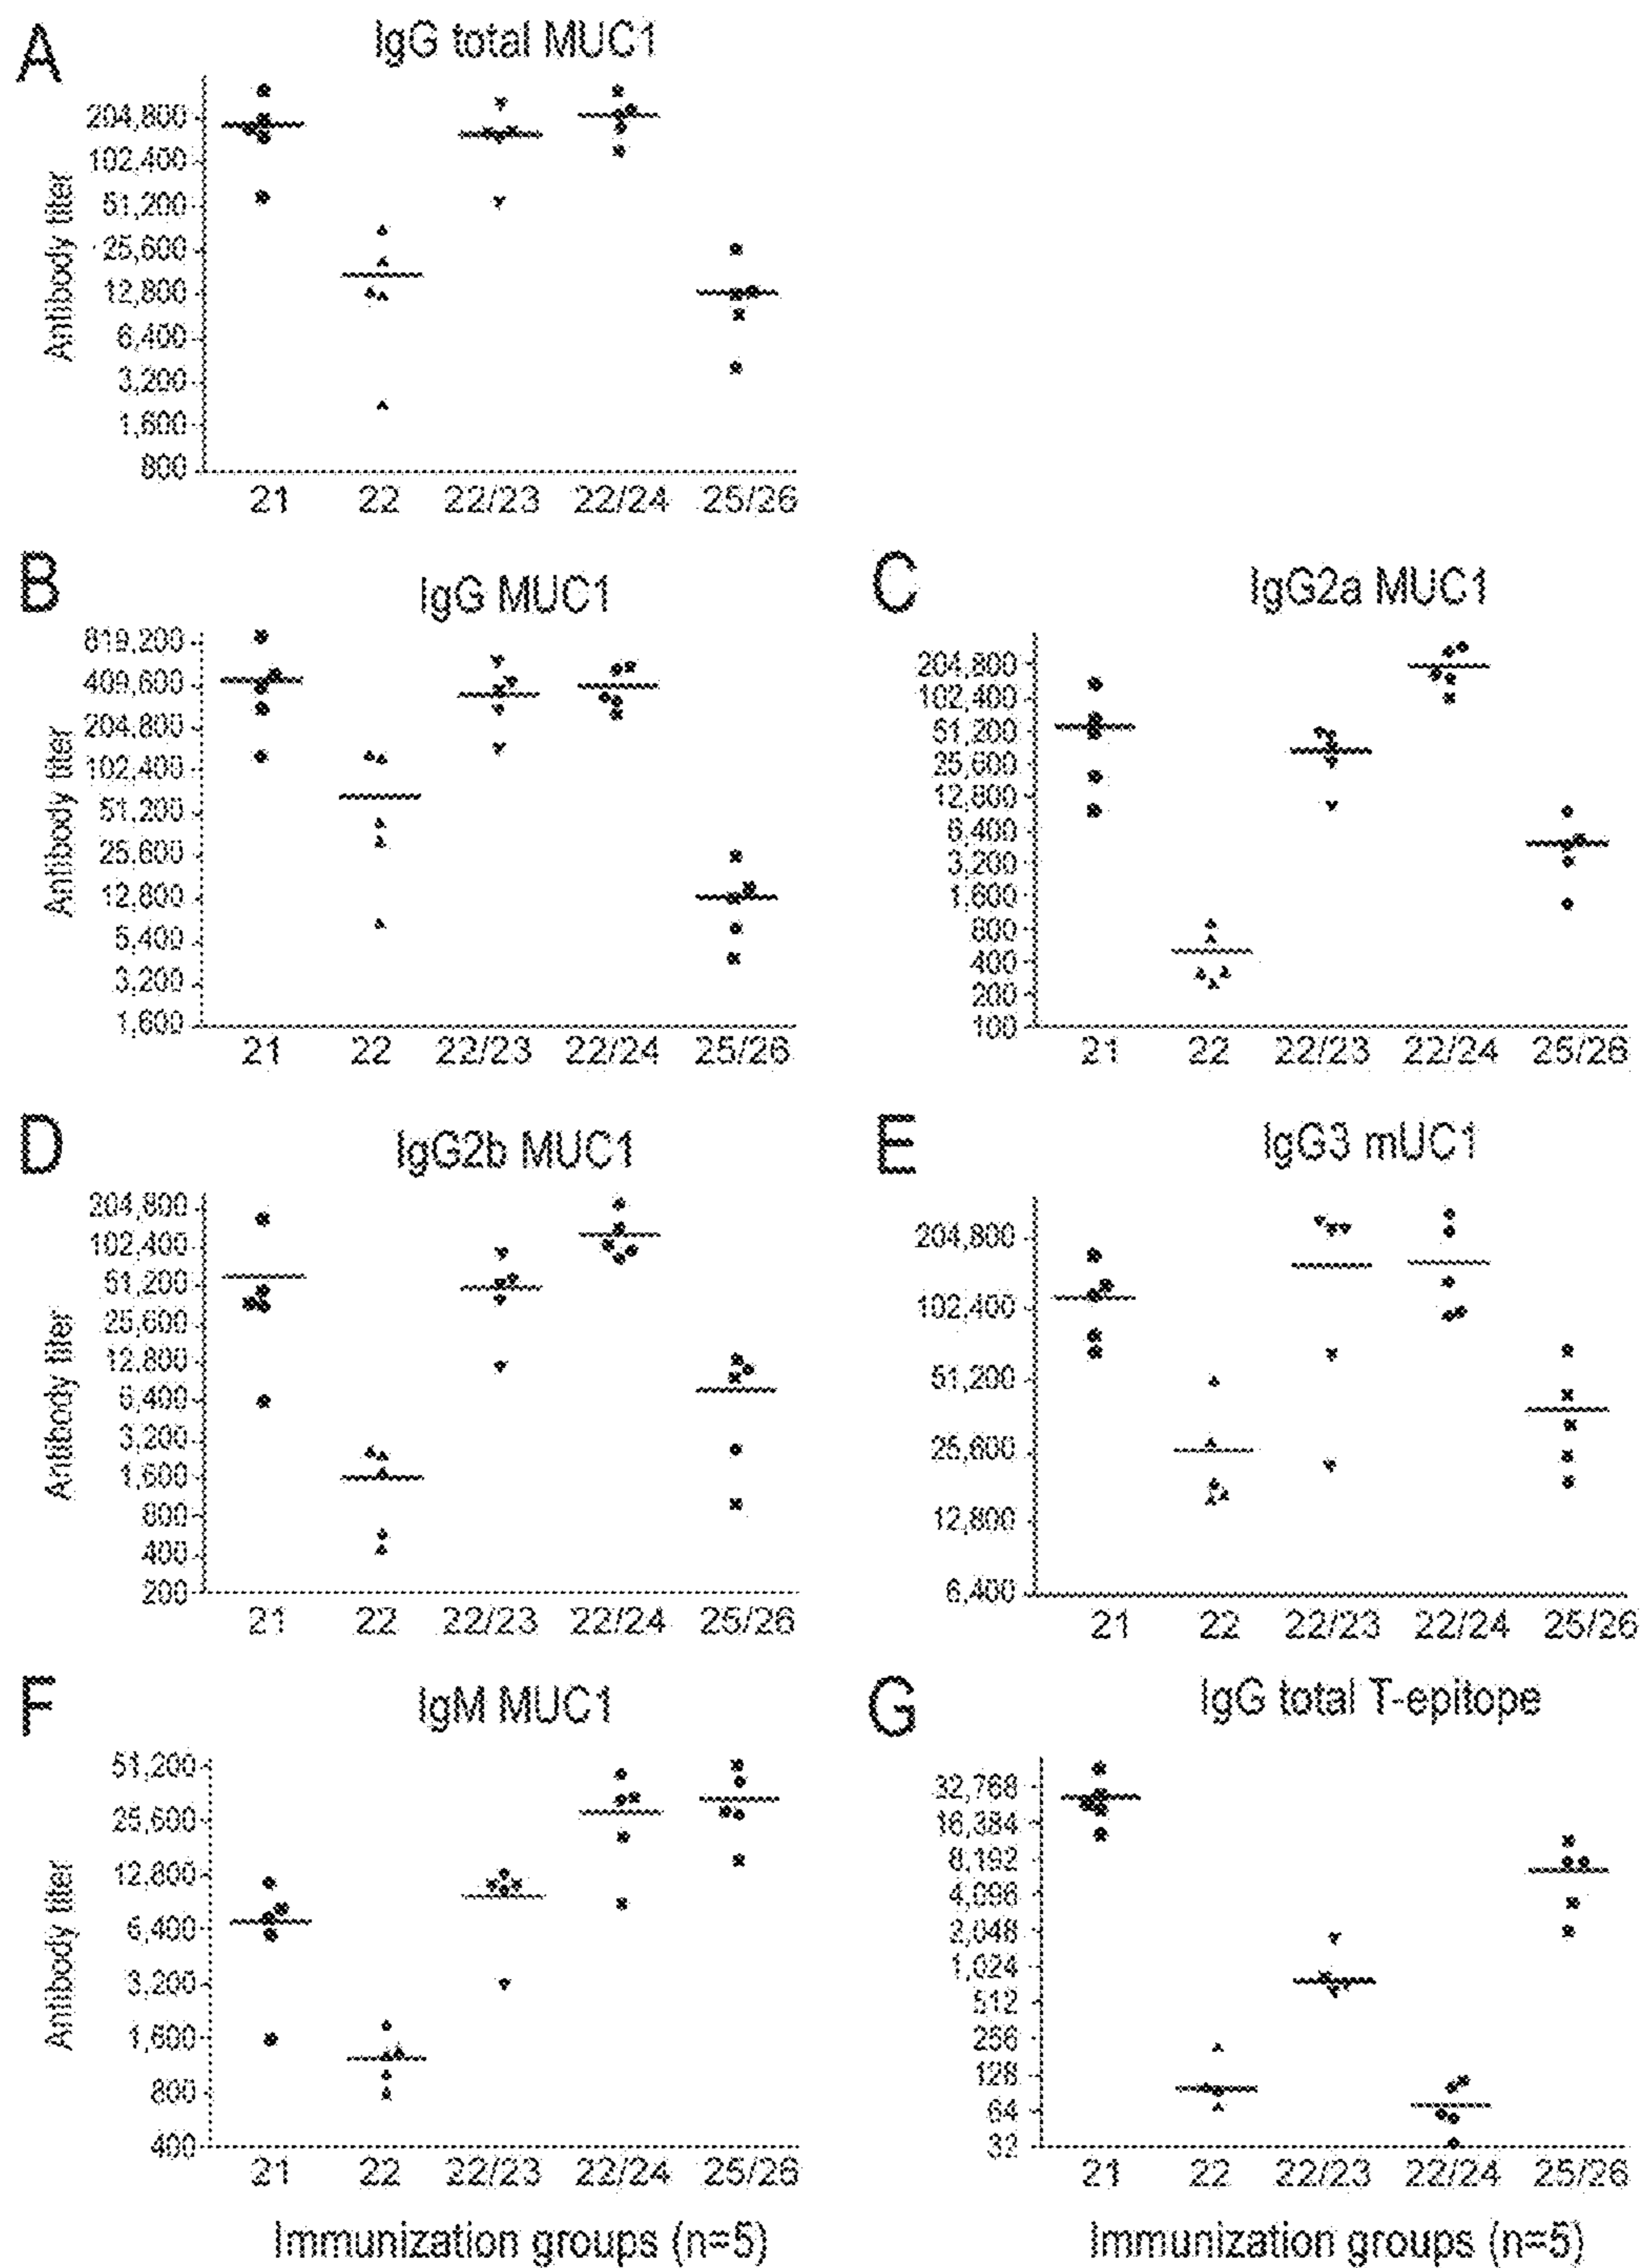 A
IgG total MUC1
Antibody titer
204,800
102,400
51,200
25,600
12,800
6,400
3,200
1,600
800
21 22 22/23 22/24 25/26
B
IgG MUC1
Antibody titer
819,200
409,600
204,800
102,400
51,200
25,600
12,800
5,400
3,200
1,600
21 22 22/23 22/24 25/26
C
IgG2a MUC1
204,800
102,400
51,200
25,600
12,800
6,400
3,200
1,600
800
400
200
100
21 22 22/23 22/24 25/26
D
IgG2b MUC1
Antibody titer
204,800
102,400
51,200
25,600
12,800
6,400
3,200
1,600
800
400
200
21 22 22/23 22/24 25/26
E
IgG3 mUC1
204,800
102,400
51,200
25,600
12,800
6,400
21 22 22/23 22/24 25/26
F
IgM MUC1
Antibody titer
51,200
25,600
12,800
6,400
3,200
1,600
800
400
21 22 22/23 22/24 25/26
Immunization groups (n=5)
G
IgG total T-epitope
32,768
16,384
8,192
4,096
2,048
1,024
512
256
128
64
32
21 22 22/23 22/24 25/26
Immunization groups (n=5)